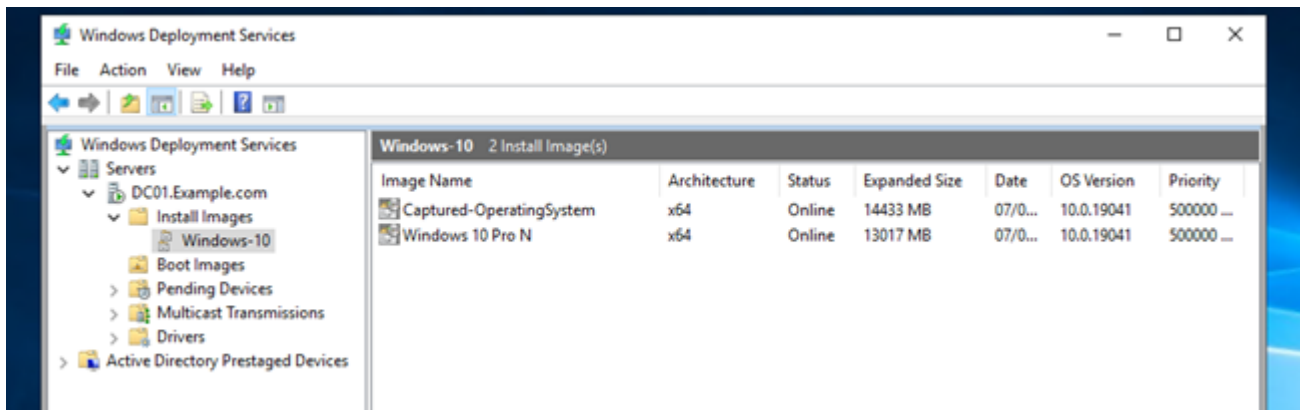 Windows Deployment Services
File Action View Help
Windows Deployment Services
Servers
DC01.Example.com
Install Images
Windows-10
Boot Images
Pending Devices
Multicast Transmissions
Drivers
Active Directory Prestaged Devices
Windows-10 2 Install Image(s)
Image Name Architecture Status Expanded Size Date OS Version Priority
Captured-OperatingSystem x64 Online 14433 MB 07/0... 10.0.19041 500000 ...
Windows 10 Pro N x64 Online 13017 MB 07/0... 10.0.19041 500000 ...